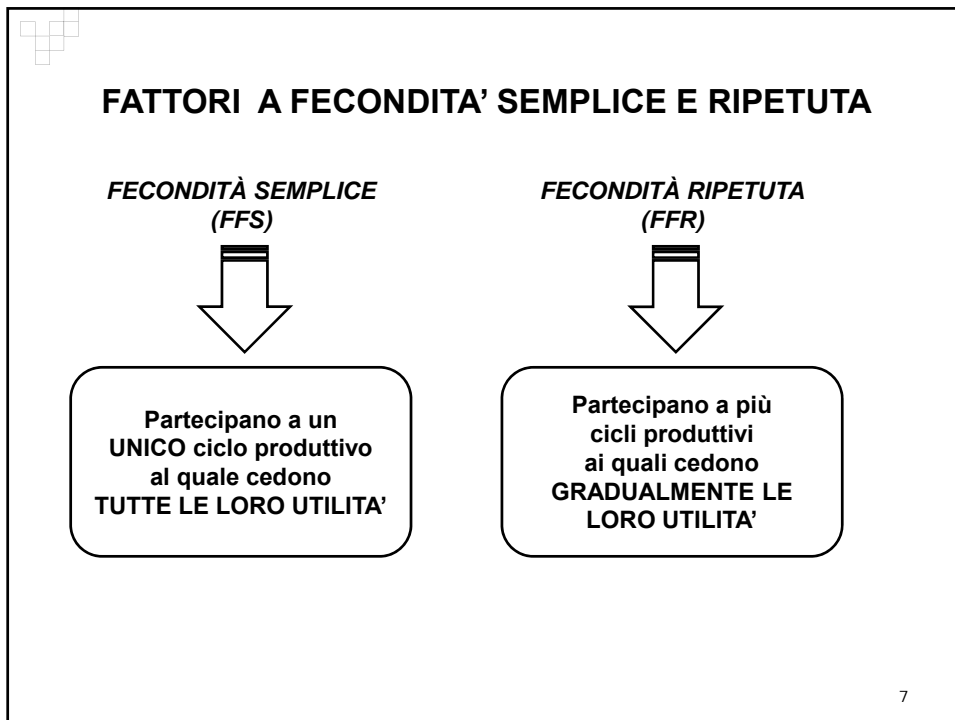 FATTORI A FECONDITA’ SEMPLICE E RIPETUTA
FECONDITÀ SEMPLICE
(FFS)
Partecipano a un
UNICO ciclo produttivo
al quale cedono
TUTTE LE LORO UTILITA’
FECONDITÀ RIPETUTA
(FFR)
Partecipano a più
cicli produttivi
ai quali cedono
GRADUALMENTE LE
LORO UTILITA’
7